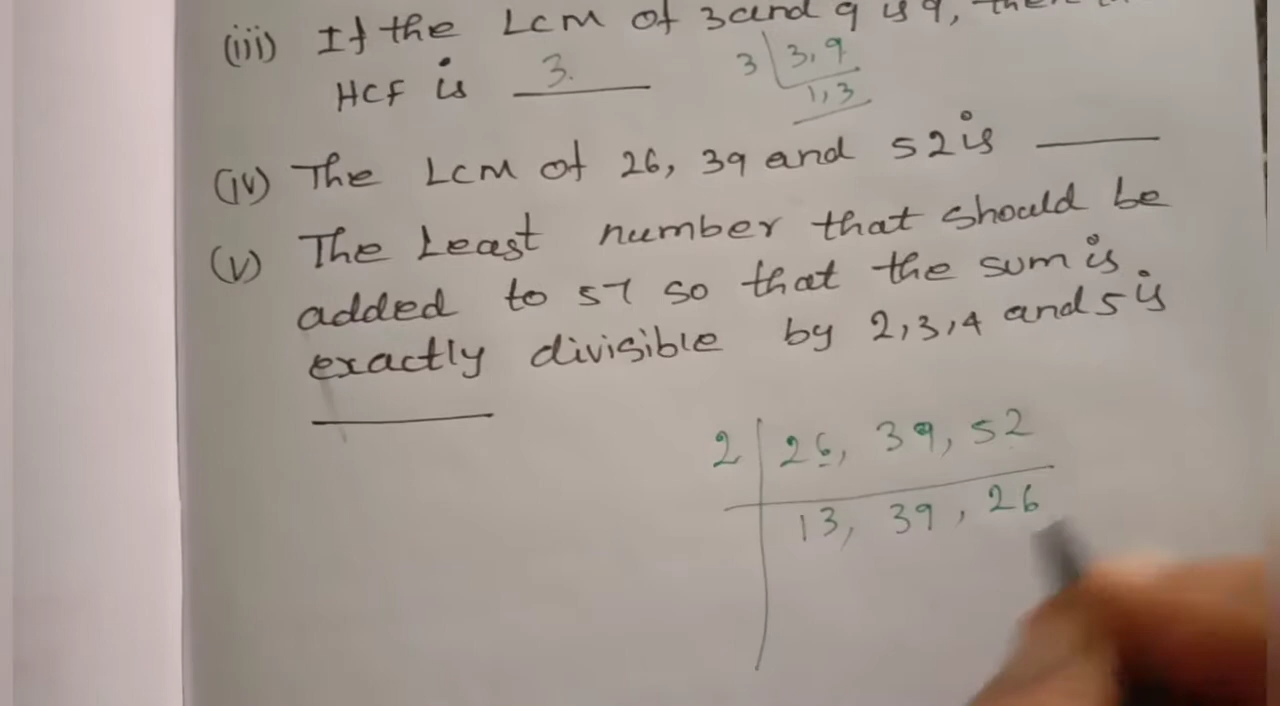 (iii) If the LCM of 3 and 9 is 9, then
HCF is 3.
3 | 3, 9
1, 3
(iv) The LCM of 26, 39 and 52 is ____
(v) The Least number that should be
added to 57 so that the sum is
exactly divisible by 2, 3, 4 and 5 is
____
2 | 26, 39, 52
13, 39, 26